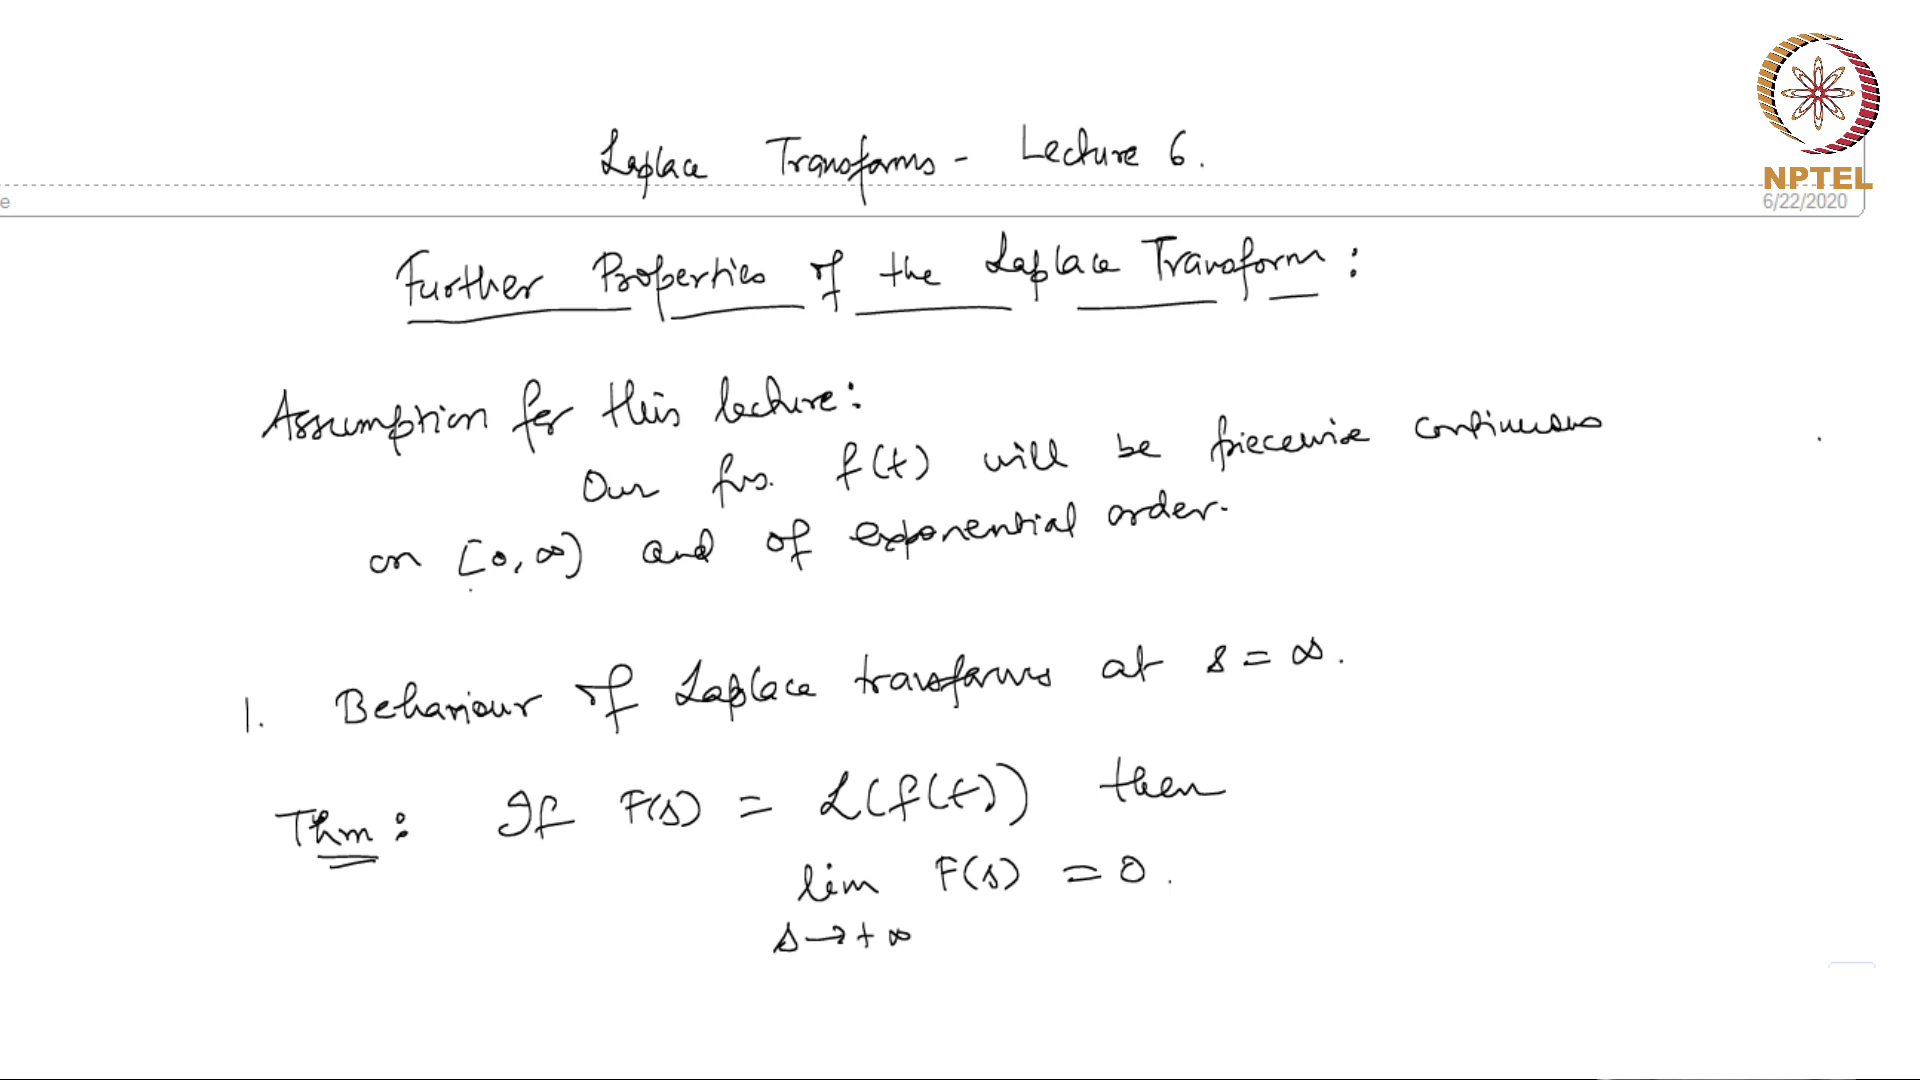 Laplace Transforms - Lecture 6.
NPTEL
e
6/22/2020
Further Properties of the Laplace Transform :
Assumption for this lecture :
Our fns. f(t) will be piecewise continuous
on [0, ∞) and of exponential order.
1. Behaviour of Laplace transforms at s = ∞.
Thm : If F(s) = L(f(t)) then
lim F(s) = 0.
s → + ∞